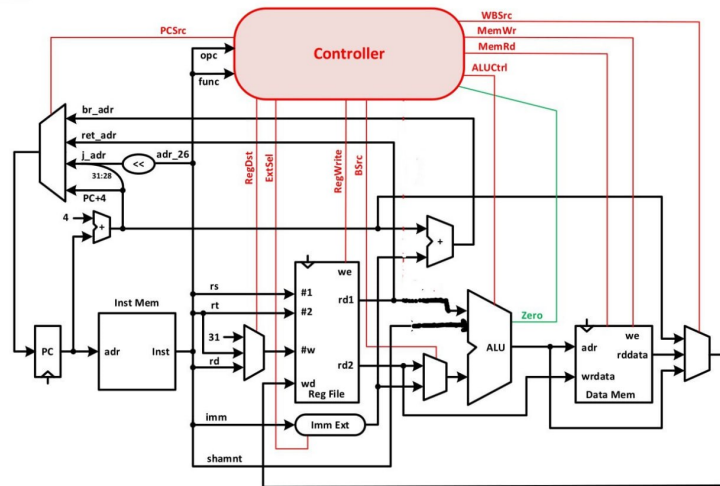 WBSrc
PCSrc
MemWr
opc
Controller
MemRd
func
ALUCtrl
br_adr
ret_adr
j_adr
<<
adr_26
31:28
PC+4
RegDst
ExtSel
RegWrite
BSrc
4
+
+
we
rs
#1
rd1
Inst Mem
rt
#2
Zero
31
we
PC
adr
Inst
#w
rd2
ALU
adr
rddata
rd
wd
wrdata
Reg File
Data Mem
imm
Imm Ext
shamnt